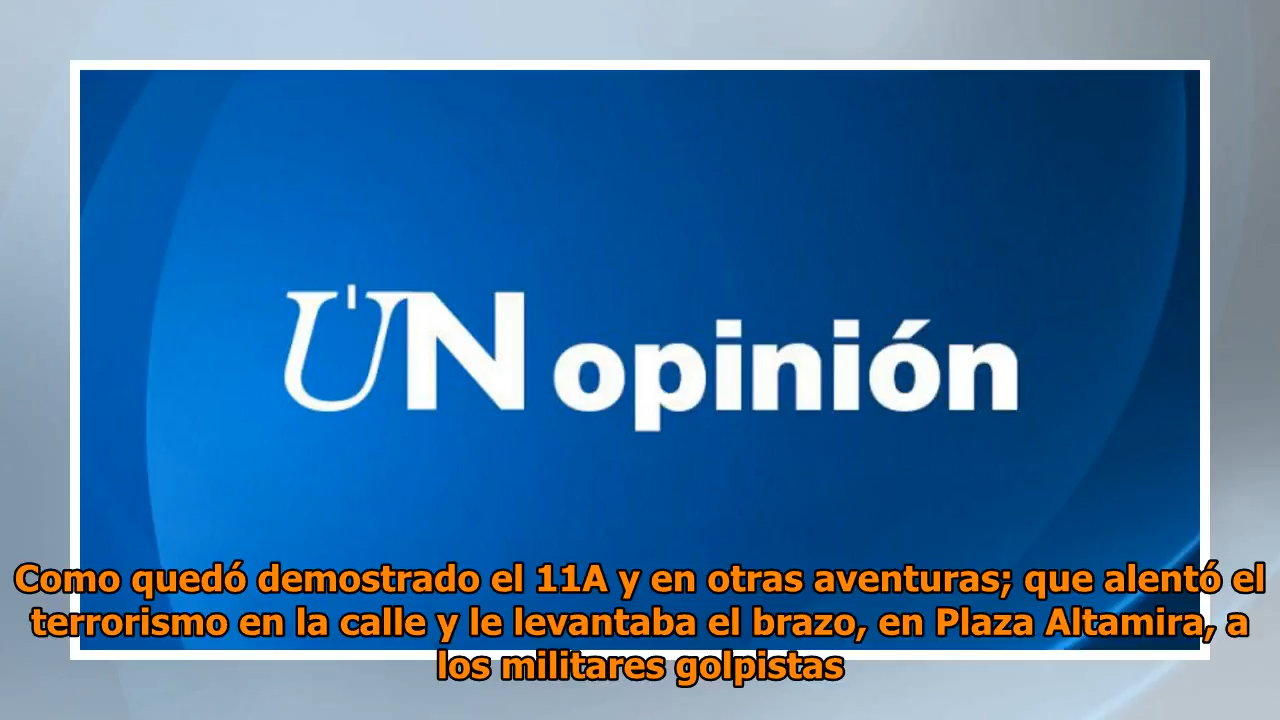 UN opinión
Como quedó demostrado el 11A y en otras aventuras; que alentó el
terrorismo en la calle y le levantaba el brazo, en Plaza Altamira, a
los militares golpistas